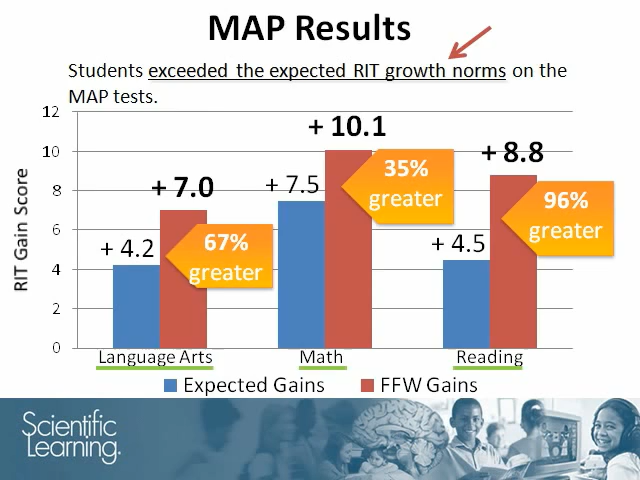 MAP Results
Students exceeded the expected RIT growth norms on the
MAP tests.
RIT Gain Score
12
10
8
6
4
2
0
+ 4.2
+ 7.0
67%
greater
+ 7.5
+ 10.1
35%
greater
+ 4.5
+ 8.8
96%
greater
Language Arts
Math
Reading
Expected Gains
FFW Gains
Scientific
Learning.